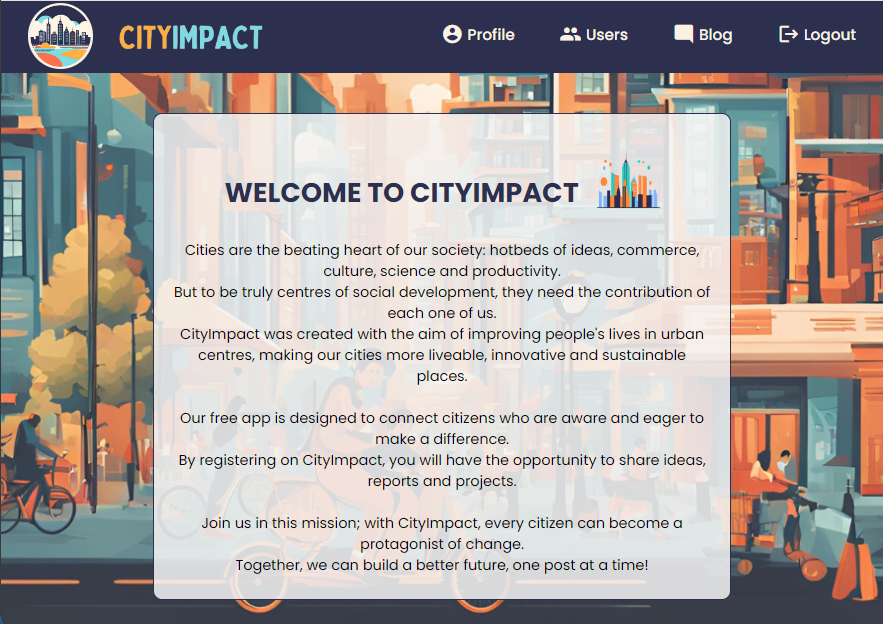 CITYIMPACT
Profile
Users
Blog
Logout
WELCOME TO CITYIMPACT
Cities are the beating heart of our society: hotbeds of ideas, commerce,
culture, science and productivity.
But to be truly centres of social development, they need the contribution of
each one of us.
CityImpact was created with the aim of improving people's lives in urban
centres, making our cities more liveable, innovative and sustainable
places.
Our free app is designed to connect citizens who are aware and eager to
make a difference.
By registering on CityImpact, you will have the opportunity to share ideas,
reports and projects.
Join us in this mission; with CityImpact, every citizen can become a
protagonist of change.
Together, we can build a better future, one post at a time!